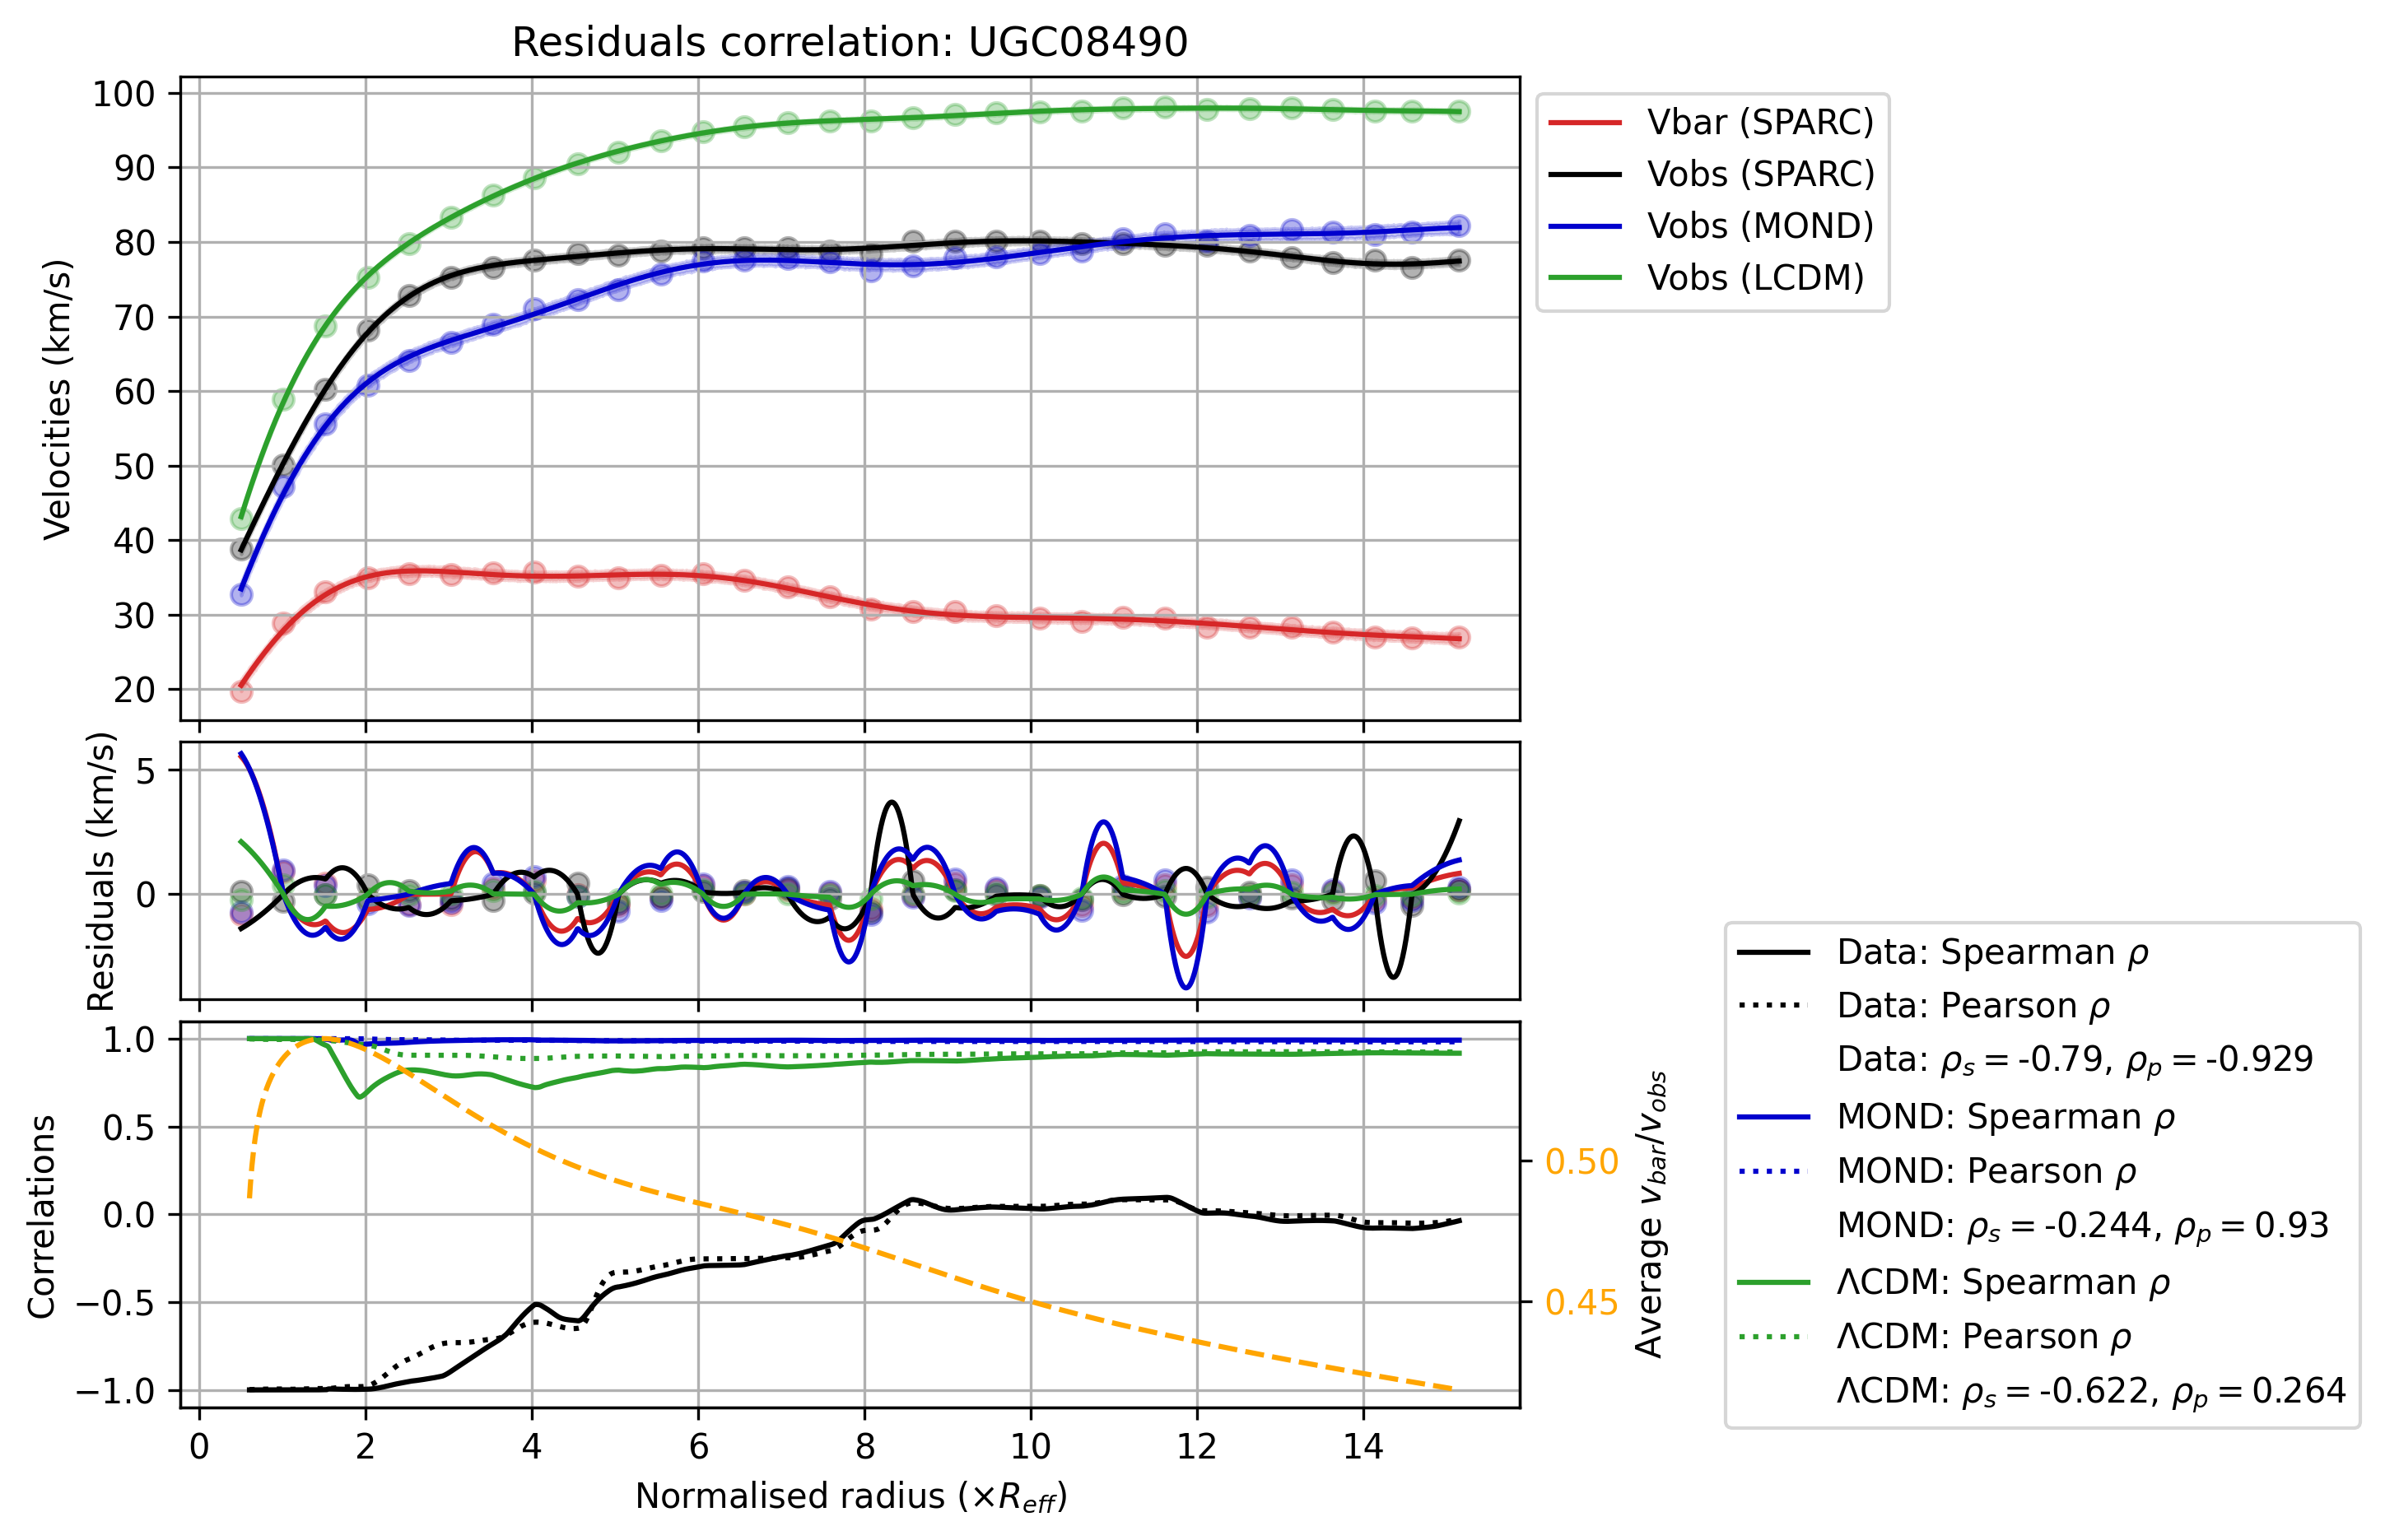 Residuals correlation: UGC08490
Velocities (km/s)
100
90
80
70
60
50
40
30
20
Vbar (SPARC)
Vobs (SPARC)
Vobs (MOND)
Vobs (LCDM)
Residuals (km/s)
5
0
Correlations
1.0
0.5
0.0
−0.5
−1.0
0.50
0.45
Average v_bar/v_obs
0 2 4 6 8 10 12 14
Normalised radius (×R_eff)
Data: Spearman ρ
Data: Pearson ρ
Data: ρ_s = -0.79, ρ_p = -0.929
MOND: Spearman ρ
MOND: Pearson ρ
MOND: ρ_s = -0.244, ρ_p = 0.93
ΛCDM: Spearman ρ
ΛCDM: Pearson ρ
ΛCDM: ρ_s = -0.622, ρ_p = 0.264